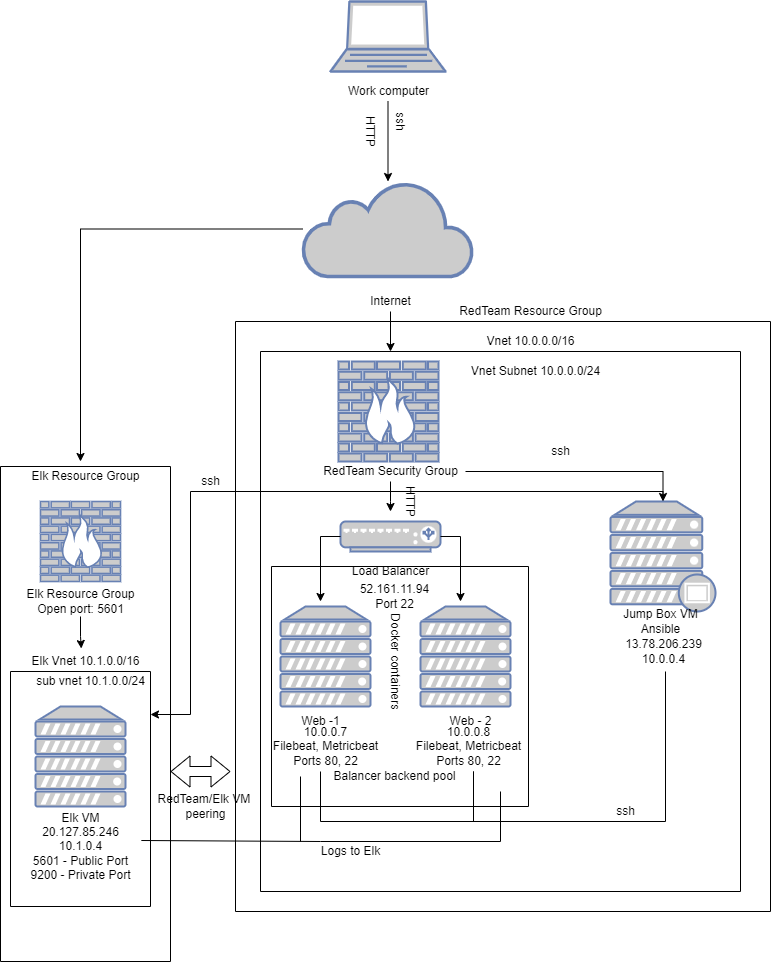 Work computer
ssh
HTTP
Internet
RedTeam Resource Group
Vnet 10.0.0.0/16
Vnet Subnet 10.0.0.0/24
RedTeam Security Group
ssh
ssh
HTTP
Elk Resource Group
Elk Resource Group
Open port: 5601
Load Balancer
52.161.11.94
Port 22
Docker containers
Jump Box VM
Ansible
13.78.206.239
10.0.0.4
Elk Vnet 10.1.0.0/16
sub vnet 10.1.0.0/24
Web -1
10.0.0.7
Filebeat, Metricbeat
Ports 80, 22
Web - 2
10.0.0.8
Filebeat, Metricbeat
Ports 80, 22
Balancer backend pool
RedTeam/Elk VM
peering
Elk VM
20.127.85.246
10.1.0.4
5601 - Public Port
9200 - Private Port
ssh
Logs to Elk